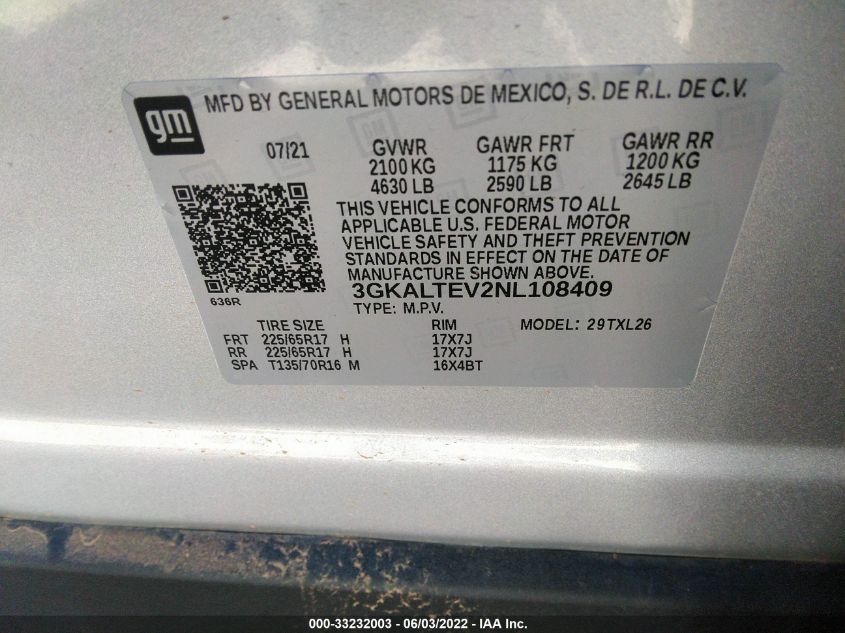 gm
MFD BY GENERAL MOTORS DE MEXICO, S. DE R.L. DE C.V.
07/21 GVWR GAWR FRT GAWR RR
2100 KG 1175 KG 1200 KG
4630 LB 2590 LB 2645 LB
THIS VEHICLE CONFORMS TO ALL
APPLICABLE U.S. FEDERAL MOTOR
VEHICLE SAFETY AND THEFT PREVENTION
STANDARDS IN EFFECT ON THE DATE OF
MANUFACTURE SHOWN ABOVE.
3GKALTEV2NL108409
636R
TYPE: M.P.V.
TIRE SIZE RIM MODEL: 29TXL26
FRT 225/65R17 H 17X7J
RR 225/65R17 H 17X7J
SPA T135/70R16 M 16X4BT
000-33232003 - 06/03/2022 - IAA Inc.